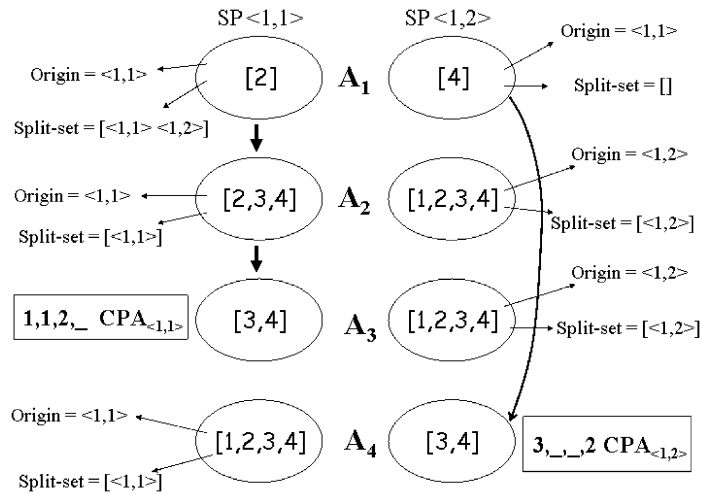 SP<1,1> SP<1,2>
Origin = <1,1> [2] A1 [4] Origin = <1,1>
Split-set = [<1,1> <1,2>] Split-set = []
Origin = <1,1> [2,3,4] A2 [1,2,3,4] Origin = <1,2>
Split-set = [<1,1>] Split-set = [<1,2>]
1,1,2,_ CPA<1,1> [3,4] A3 [1,2,3,4] Origin = <1,2>
Split-set = [<1,2>]
Origin = <1,1> [1,2,3,4] A4 [3,4] 3,_,_,2 CPA<1,2>
Split-set = [<1,1>]